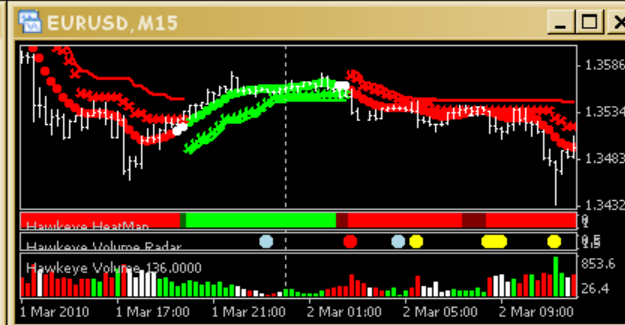 EURUSD,M15
1.3586
1.3534
1.3483
1.3432
Hawkeye HeatMap
Hawkeye Volume Radar
Hawkeye Volume 136.0000
853.6
26.4
1 Mar 2010 1 Mar 17:00 1 Mar 21:00 2 Mar 01:00 2 Mar 05:00 2 Mar 09:00